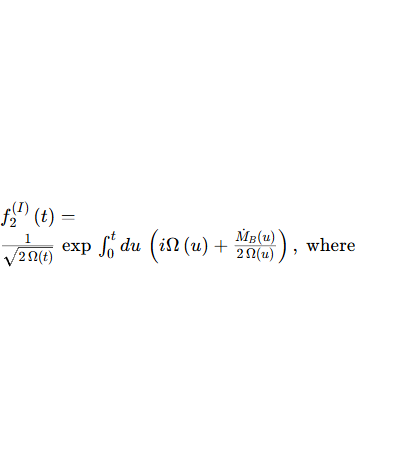 f_2^{(I)}(t) =
\frac{1}{\sqrt{2\,\Omega(t)}} \exp \int_0^t du \left( i\Omega(u) + \frac{\dot{M}_B(u)}{2\,\Omega(u)} \right), where